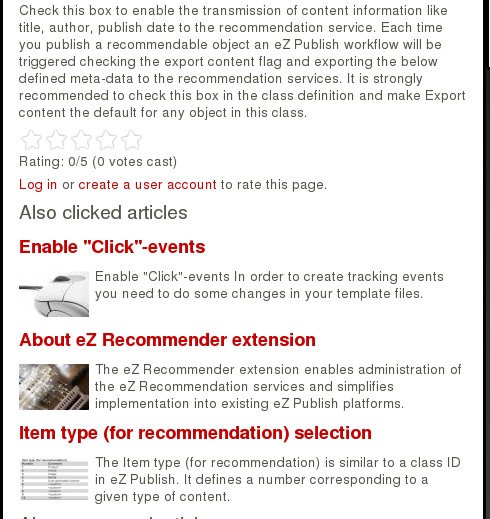 Check this box to enable the transmission of content information like
title, author, publish date to the recommendation service. Each time
you publish a recommendable object an eZ Publish workflow will be
triggered checking the export content flag and exporting the below
defined meta-data to the recommendation services. It is strongly
recommended to check this box in the class definition and make Export
content the default for any object in this class.
Rating: 0/5 (0 votes cast)
Log in or create a user account to rate this page.
Also clicked articles
Enable "Click"-events
Enable "Click"-events In order to create tracking events
you need to do some changes in your template files.
About eZ Recommender extension
The eZ Recommender extension enables administration of
the eZ Recommendation services and simplifies
implementation into existing eZ Publish platforms.
Item type (for recommendation) selection
The Item type (for recommendation) is similar to a class ID
in eZ Publish. It defines a number corresponding to a
given type of content.